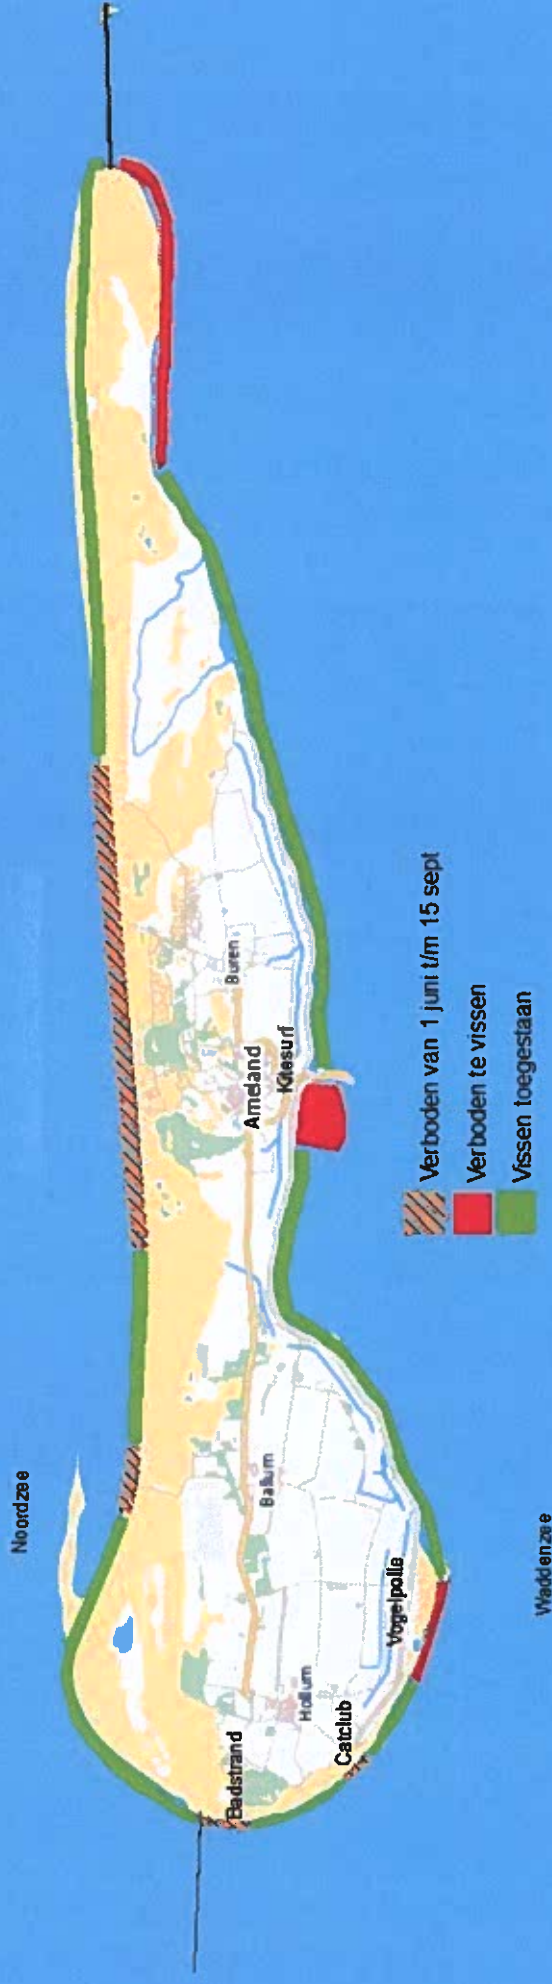 Noordzee
Buren
Ameland
Kitesurf
Ballum
Hollum
Vogelpolle
Badstrand
Catclub
Waddenzee
Verboden van 1 juni t/m 15 sept
Verboden te vissen
Vissen toegestaan